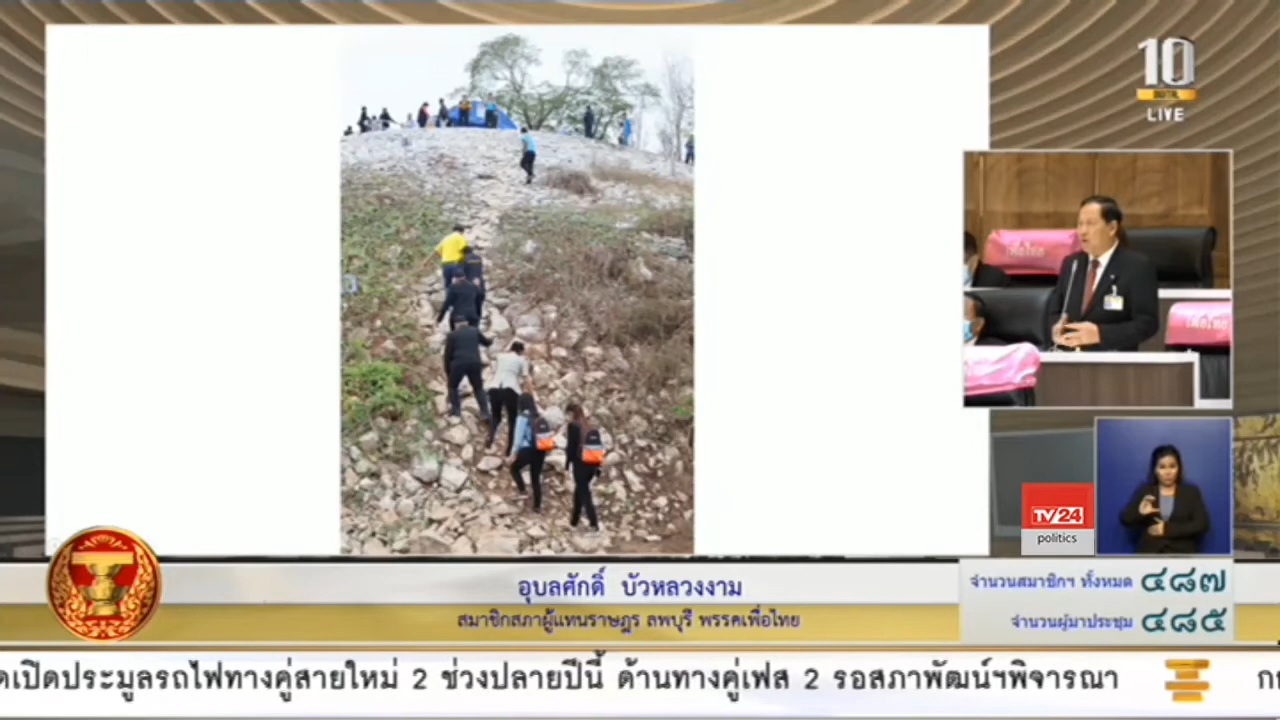 10
DIGITAL
LIVE
เพื่อไทย
เพื่อไทย
TV24
politics
อุบลศักดิ์ บัวหลวงงาม
สมาชิกสภาผู้แทนราษฎร ลพบุรี พรรคเพื่อไทย
จำนวนสมาชิกฯ ทั้งหมด ๔๘๗
จำนวนผู้มาประชุม ๔๘๕
ดเปิดประมูลรถไฟทางคู่สายใหม่ 2 ช่วงปลายปีนี้ ด้านทางคู่เฟส 2 รอสภาพัฒน์ฯพิจารณา